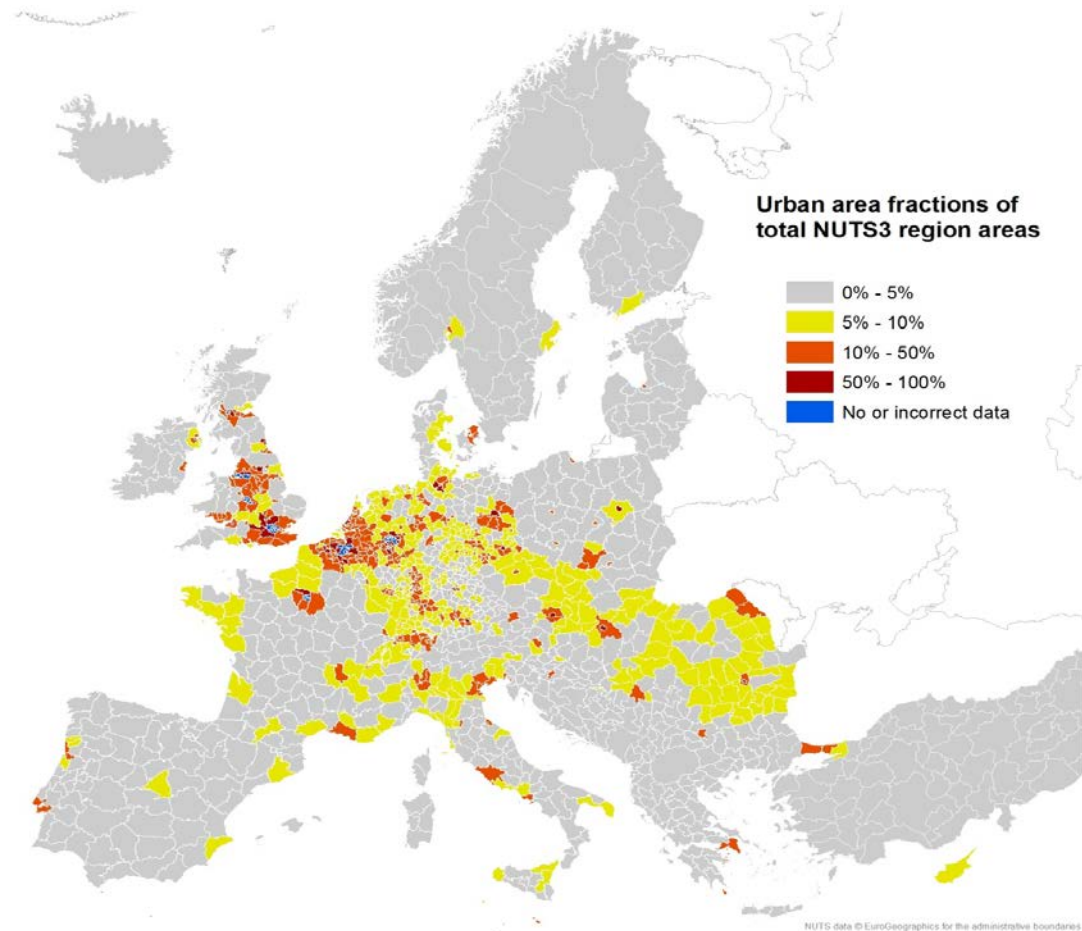 Urban area fractions of
total NUTS3 region areas
0% - 5%
5% - 10%
10% - 50%
50% - 100%
No or incorrect data
NUTS data © EuroGeographics for the administrative boundaries